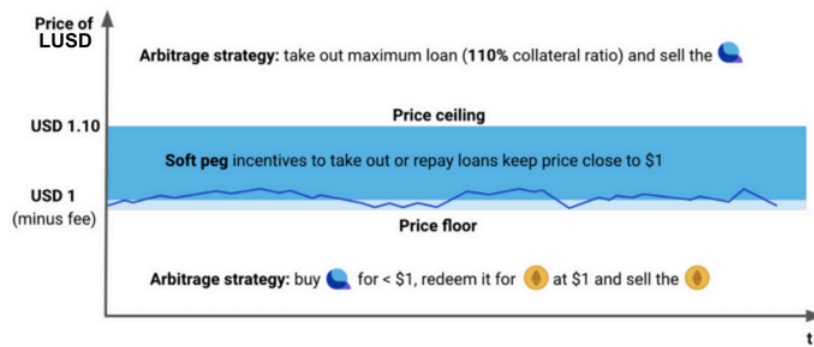 Price of
LUSD
Arbitrage strategy: take out maximum loan (110% collateral ratio) and sell the
Price ceiling
USD 1.10
Soft peg incentives to take out or repay loans keep price close to $1
USD 1
(minus fee)
Price floor
Arbitrage strategy: buy for < $1, redeem it for at $1 and sell the
t